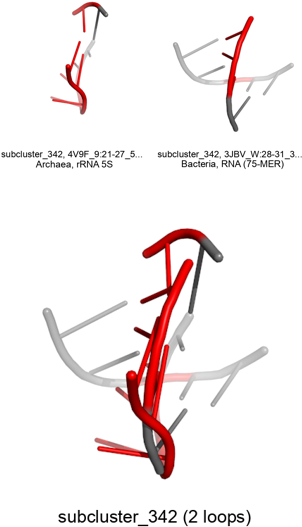 subcluster_342, 4V9F_9:21-27_5...
Archaea, rRNA 5S
subcluster_342, 3JBV_W:28-31_3...
Bacteria, RNA (75-MER)
subcluster_342 (2 loops)